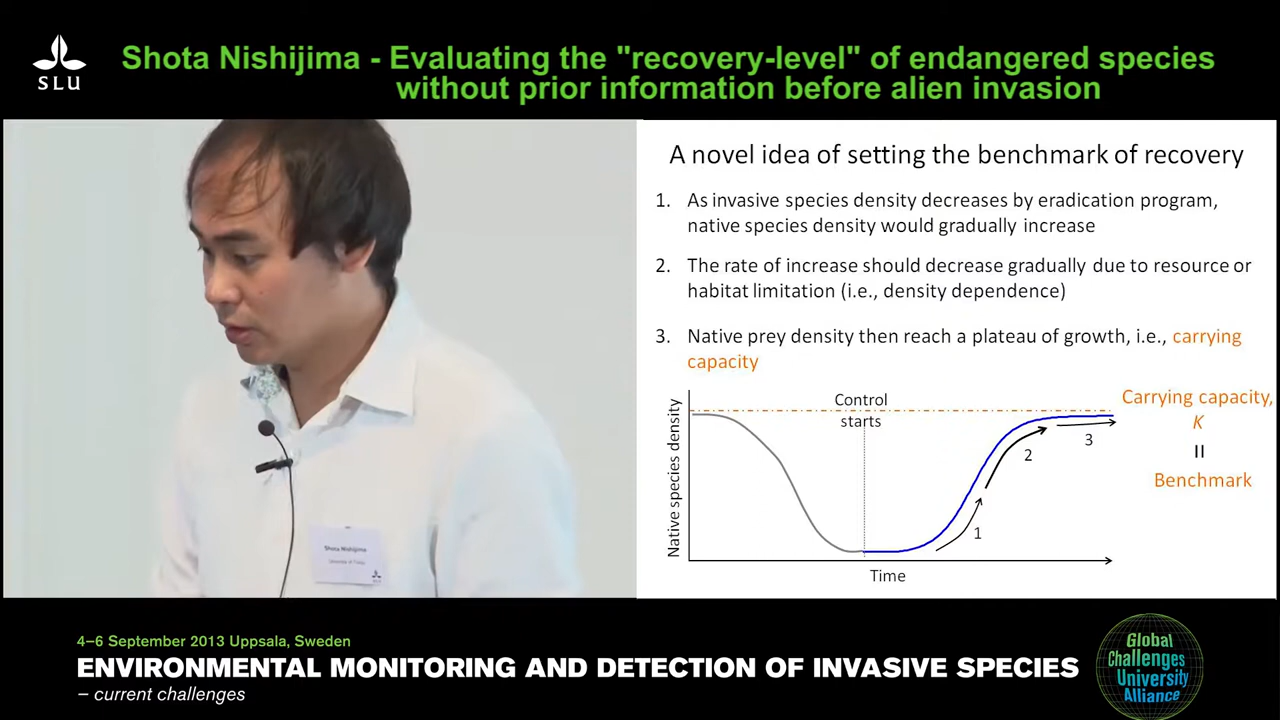 SLU
Shota Nishijima - Evaluating the "recovery-level" of endangered species
without prior information before alien invasion
A novel idea of setting the benchmark of recovery
1. As invasive species density decreases by eradication program,
native species density would gradually increase
2. The rate of increase should decrease gradually due to resource or
habitat limitation (i.e., density dependence)
3. Native prey density then reach a plateau of growth, i.e., carrying
capacity
Native species density
Control
starts
1
2
3
Time
Carrying capacity,
K
=
Benchmark
Shota Nishijima
SLU
4–6 September 2013 Uppsala, Sweden
ENVIRONMENTAL MONITORING AND DETECTION OF INVASIVE SPECIES
– current challenges
Global
Challenges
University
Alliance